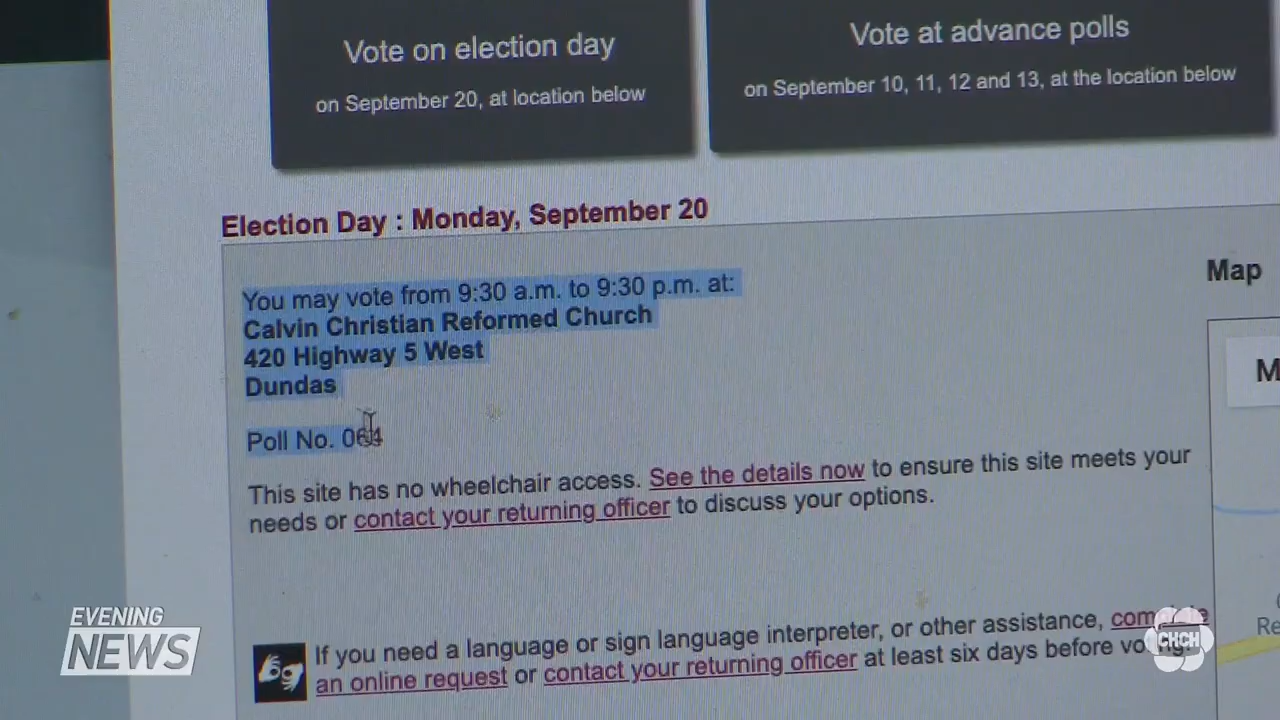 Vote on election day
on September 20, at location below
Vote at advance polls
on September 10, 11, 12 and 13, at the location below
Election Day : Monday, September 20
You may vote from 9:30 a.m. to 9:30 p.m. at:
Calvin Christian Reformed Church
420 Highway 5 West
Dundas
Poll No. 064
This site has no wheelchair access. See the details now to ensure this site meets your
needs or contact your returning officer to discuss your options.
Map
M
If you need a language or sign language interpreter, or other assistance,
an online request or contact your returning officer at least six days before
Re
EVENING
NEWS
CHCH